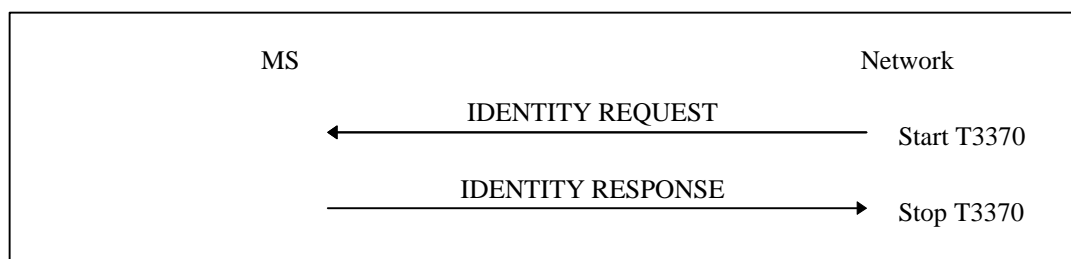 MS Network
IDENTITY REQUEST
Start T3370
IDENTITY RESPONSE
Stop T3370